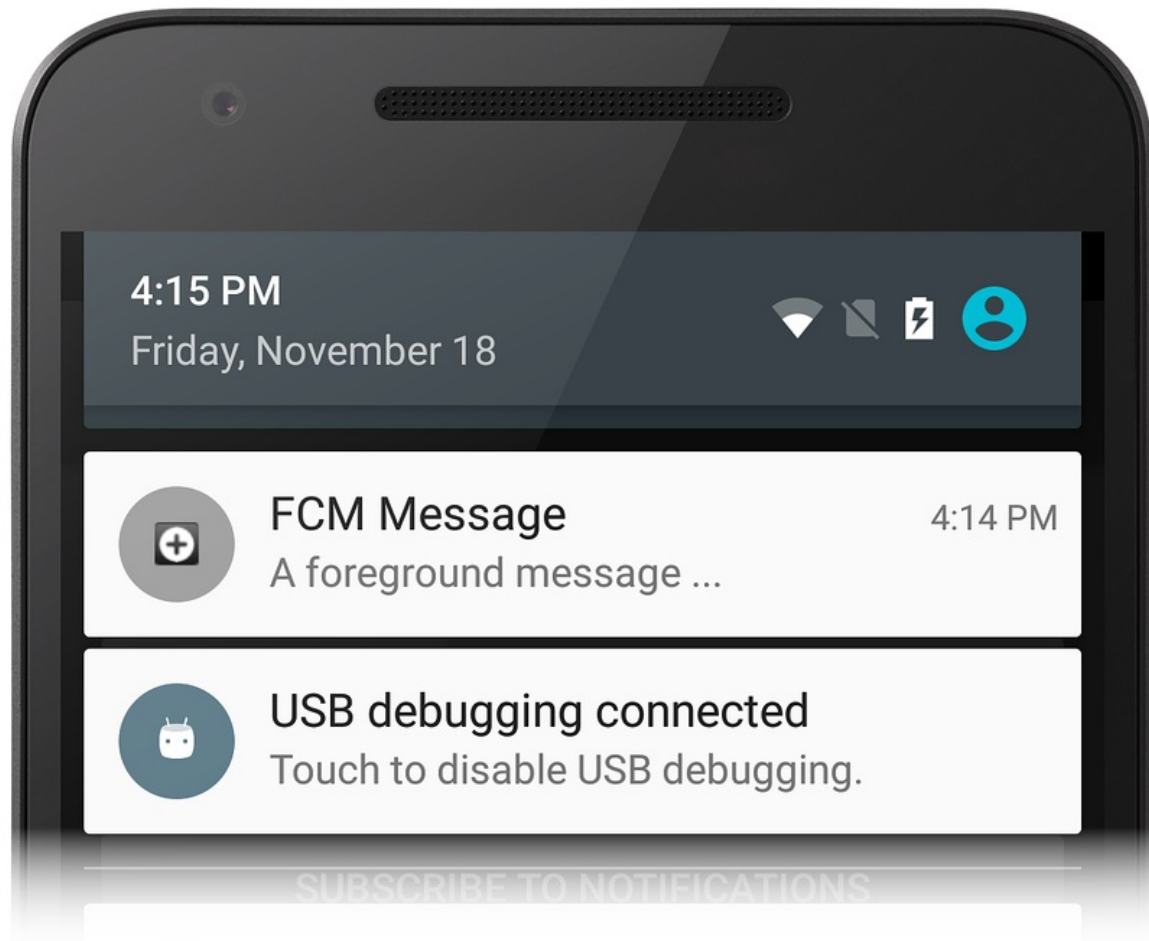 4:15 PM
Friday, November 18
FCM Message
4:14 PM
A foreground message ...
USB debugging connected
Touch to disable USB debugging.
SUBSCRIBE TO NOTIFICATIONS